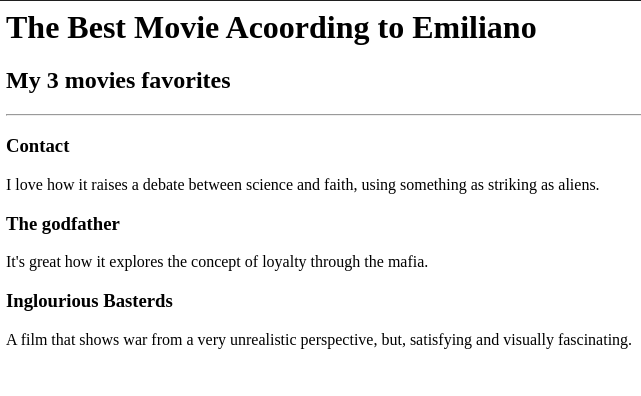 The Best Movie Acoording to Emiliano
My 3 movies favorites
Contact
I love how it raises a debate between science and faith, using something as striking as aliens.
The godfather
It's great how it explores the concept of loyalty through the mafia.
Inglourious Basterds
A film that shows war from a very unrealistic perspective, but, satisfying and visually fascinating.